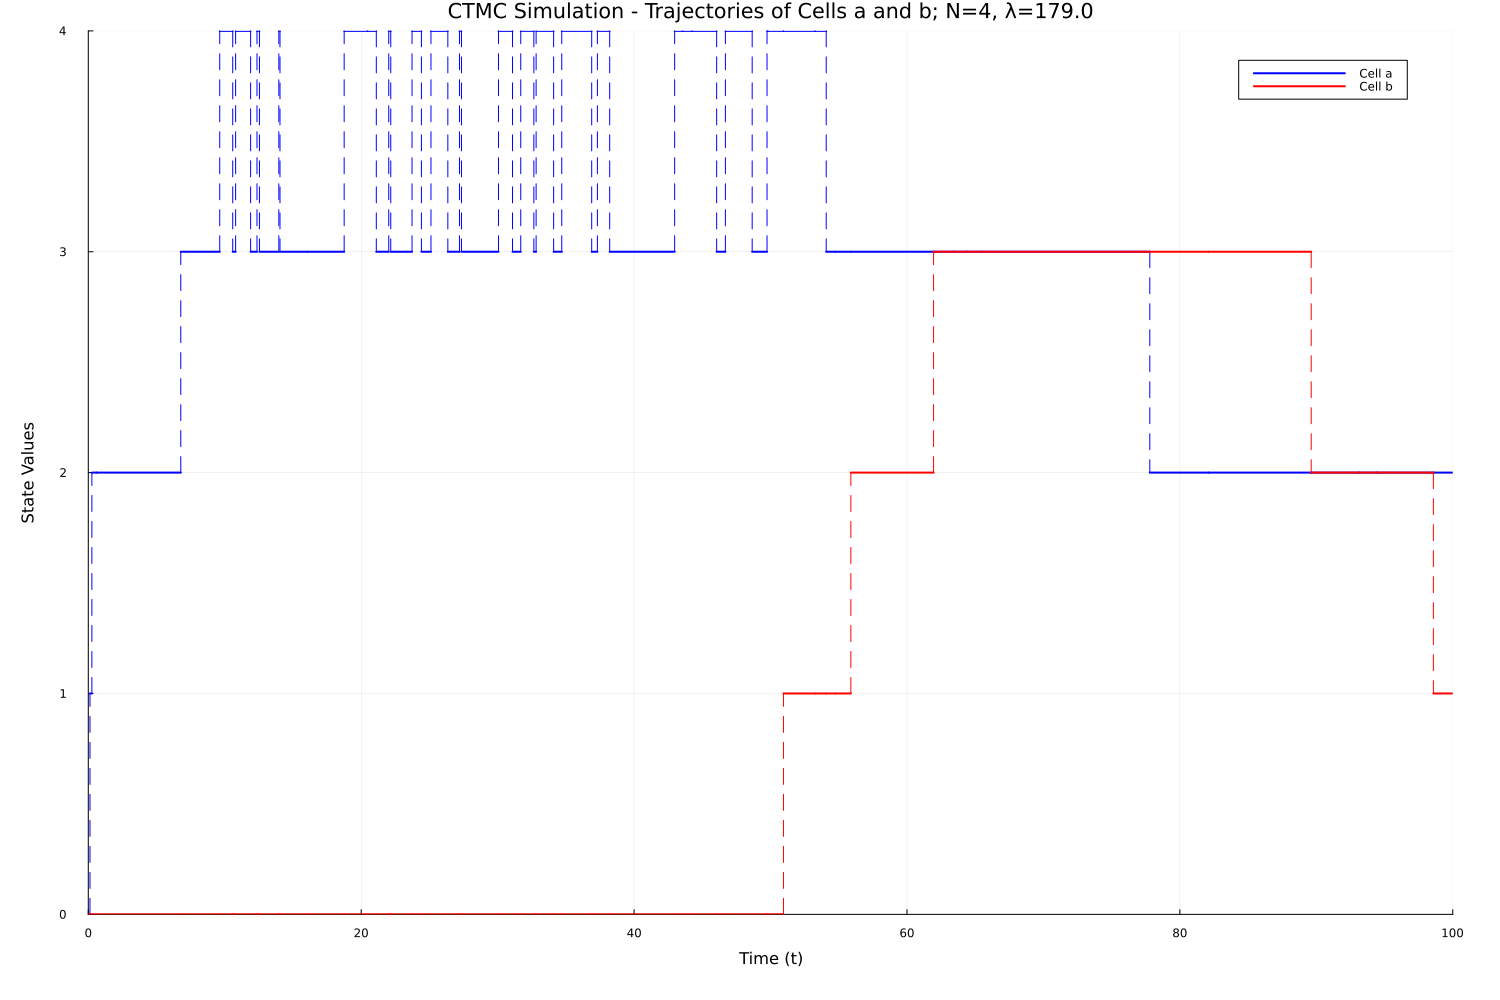 CTMC Simulation - Trajectories of Cells a and b; N=4, λ=179.0
Cell a
Cell b
State Values
4
3
2
1
0
0 20 40 60 80 100
Time (t)